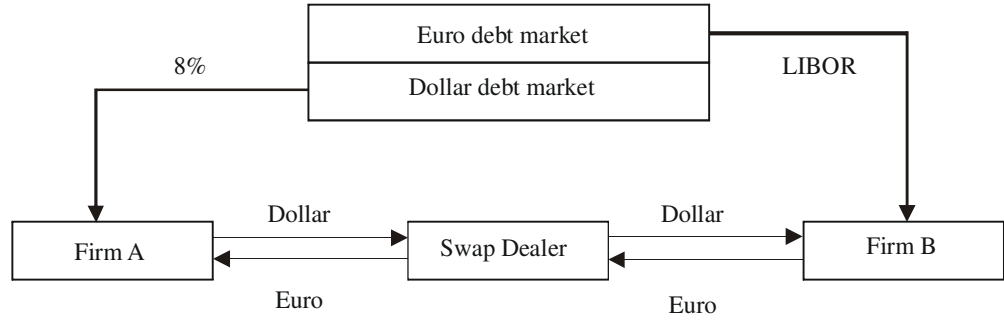 Euro debt market
8%
LIBOR
Dollar debt market
Dollar
Dollar
Firm A
Swap Dealer
Firm B
Euro
Euro